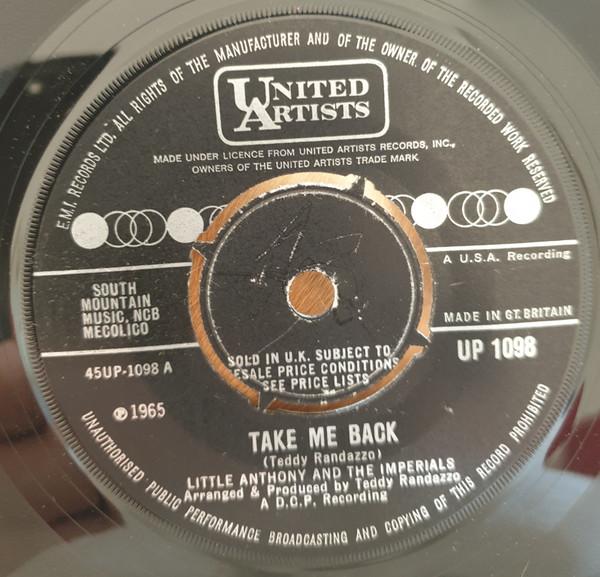 E.M.I. RECORDS LTD. ALL RIGHTS OF THE MANUFACTURER AND OF THE OWNER OF THE RECORDED WORK RESERVED
UNITED
ARTISTS
MADE UNDER LICENCE FROM UNITED ARTISTS RECORDS, INC.,
OWNERS OF THE UNITED ARTISTS TRADE MARK
A U.S.A. Recording
SOUTH
MOUNTAIN
MUSIC, NCB
MECOLICO
MADE IN GT. BRITAIN
45UP-1098 A
UP 1098
SOLD IN U.K. SUBJECT TO
ESALE PRICE CONDITIONS
SEE PRICE LISTS
℗ 1965
TAKE ME BACK
(Teddy Randazzo)
LITTLE ANTHONY AND THE IMPERIALS
Arranged & Produced by Teddy Randazzo
A D.C.P. Recording
UNAUTHORISED PUBLIC PERFORMANCE BROADCASTING AND COPYING OF THIS RECORD PROHIBITED